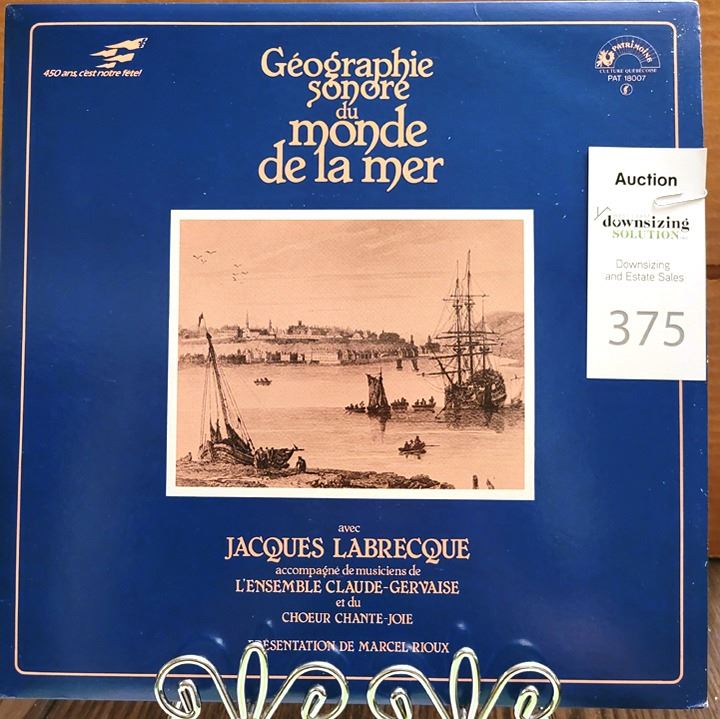 450 ans, c'est notre fête!
PATRIMOINE
CULTURE QUÉBÉCOISE
PAT 18007
Géographie
sonore
du
monde
de la mer
Auction
downsizing
SOLUTION
Downsizing
and Estate Sales
375
avec
JACQUES LABRECQUE
accompagné de musiciens de
L'ENSEMBLE CLAUDE-GERVAISE
et du
CHOEUR CHANTE-JOIE
PRÉSENTATION DE MARCEL RIOUX